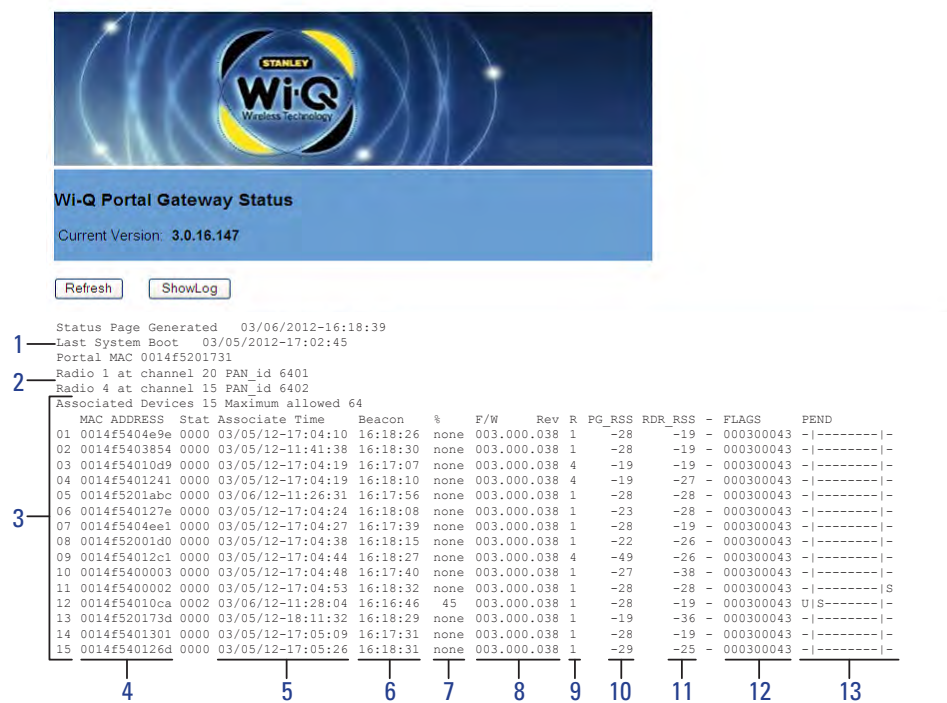 STANLEY
Wi-Q™
Wireless Technology
Wi-Q Portal Gateway Status
Current Version: 3.0.16.147
Refresh ShowLog
Status Page Generated 03/06/2012-16:18:39
1 Last System Boot 03/05/2012-17:02:45
Portal MAC 0014f5201731
2 Radio 1 at channel 20 PAN_id 6401
Radio 4 at channel 15 PAN_id 6402
Associated Devices 15 Maximum allowed 64
MAC ADDRESS Stat Associate Time Beacon % F/W Rev R PG_RSS RDR_RSS - FLAGS PEND
01 0014f5404e9e 0000 03/05/12-17:04:10 16:18:26 none 003.000.038 1 -28 -19 - 000300043 -|--------|-
02 0014f5403854 0000 03/05/12-11:41:38 16:18:30 none 003.000.038 1 -28 -19 - 000300043 -|--------|-
03 0014f54010d9 0000 03/05/12-17:04:19 16:17:07 none 003.000.038 4 -19 -19 - 000300043 -|--------|-
04 0014f5401241 0000 03/05/12-17:04:19 16:18:10 none 003.000.038 4 -19 -27 - 000300043 -|--------|-
05 0014f5201abc 0000 03/06/12-11:26:31 16:17:56 none 003.000.038 1 -28 -28 - 000300043 -|--------|-
06 0014f540127e 0000 03/05/12-17:04:24 16:18:08 none 003.000.038 1 -23 -28 - 000300043 -|--------|-
3 07 0014f5404ee1 0000 03/05/12-17:04:27 16:17:39 none 003.000.038 1 -28 -19 - 000300043 -|--------|-
08 0014f52001d0 0000 03/05/12-17:04:38 16:18:15 none 003.000.038 1 -22 -26 - 000300043 -|--------|-
09 0014f54012c1 0000 03/05/12-17:04:44 16:18:27 none 003.000.038 4 -49 -26 - 000300043 -|--------|-
10 0014f5400003 0000 03/05/12-17:04:48 16:17:40 none 003.000.038 1 -27 -38 - 000300043 -|--------|-
11 0014f5400002 0000 03/05/12-17:04:53 16:18:32 none 003.000.038 1 -28 -28 - 000300043 -|--------|S
12 0014f54010ca 0002 03/06/12-11:28:04 16:16:46 45 003.000.038 1 -28 -19 - 000300043 U|S-------|-
13 0014f520173d 0000 03/05/12-18:11:32 16:18:29 none 003.000.038 1 -19 -36 - 000300043 -|--------|-
14 0014f5401301 0000 03/05/12-17:05:09 16:17:31 none 003.000.038 1 -28 -19 - 000300043 -|--------|-
15 0014f540126d 0000 03/05/12-17:05:26 16:18:31 none 003.000.038 1 -29 -25 - 000300043 -|--------|-
4 5 6 7 8 9 10 11 12 13